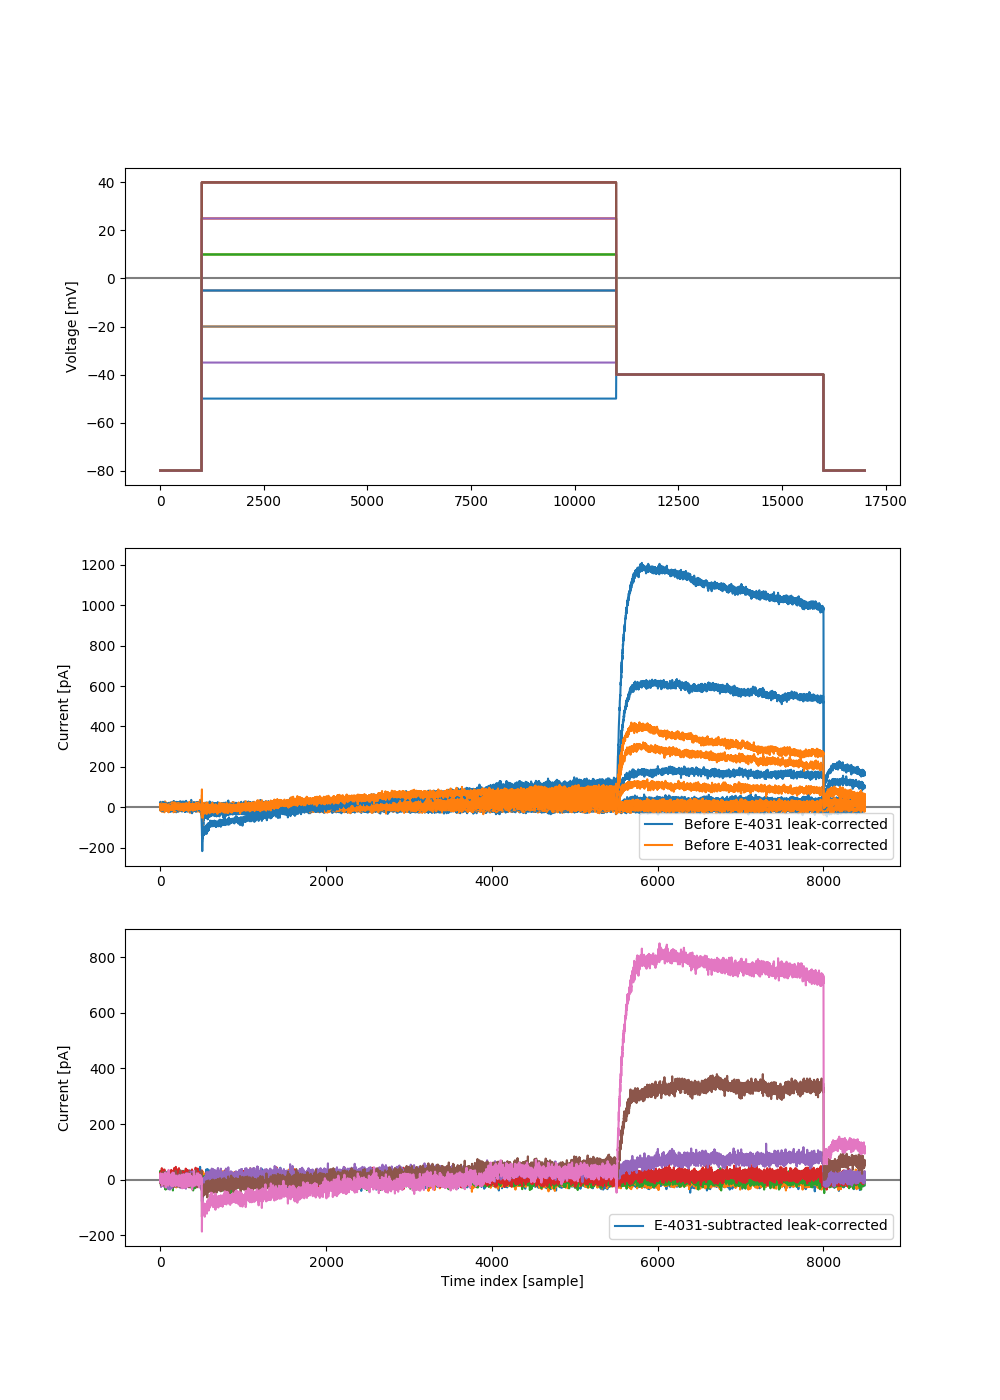 40
20
0
−20
−40
−60
−80
Voltage [mV]
0 2500 5000 7500 10000 12500 15000 17500
1200
1000
800
600
400
200
0
−200
Current [pA]
Before E-4031 leak-corrected
Before E-4031 leak-corrected
0 2000 4000 6000 8000
800
600
400
200
0
−200
Current [pA]
E-4031-subtracted leak-corrected
0 2000 4000 6000 8000
Time index [sample]